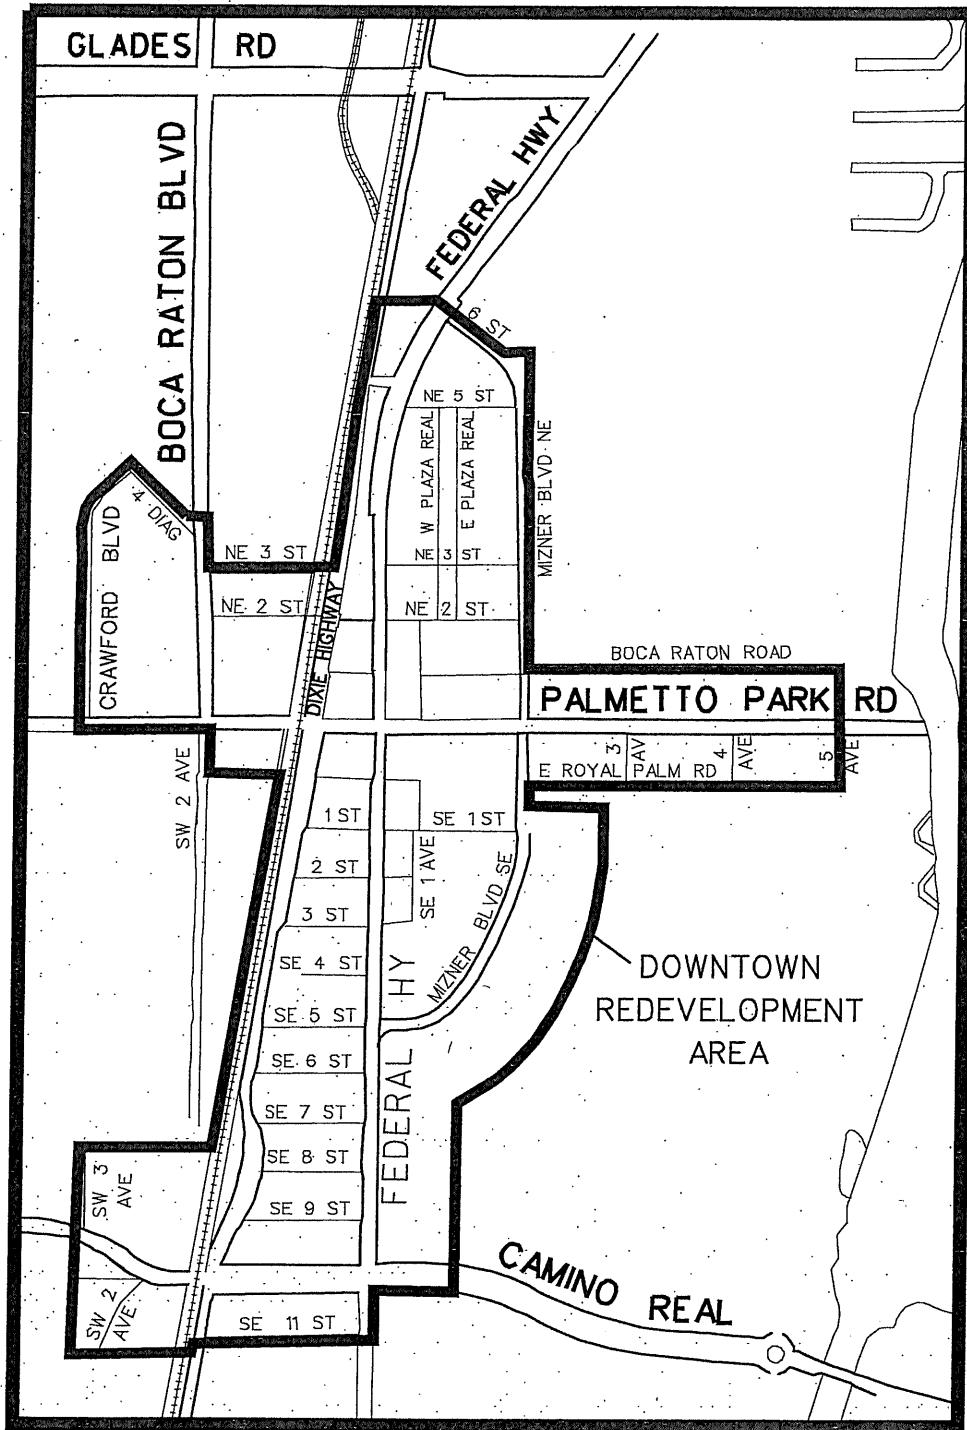 GLADES RD
BOCA RATON BLVD
FEDERAL HWY
6 ST
NE 5 ST
W PLAZA REAL
E PLAZA REAL
MIZNER BLVD NE
4 DIAG
CRAWFORD BLVD
NE 3 ST
NE 3 ST
NE 2 ST
NE 2 ST
DIXIE HIGHWAY
BOCA RATON ROAD
PALMETTO PARK RD
3 AV
4 AVE
5 AVE
E ROYAL PALM RD
SW 2 AVE
1 ST
SE 1 ST
2 ST
SE 1 AVE
3 ST
MIZNER BLVD SE
SE 4 ST
SE 5 ST
SE 6 ST
SE 7 ST
SE 8 ST
SE 9 ST
FEDERAL HY
DOWNTOWN
REDEVELOPMENT
AREA
SW 3
AVE
SW 2
AVE
CAMINO REAL
SE 11 ST